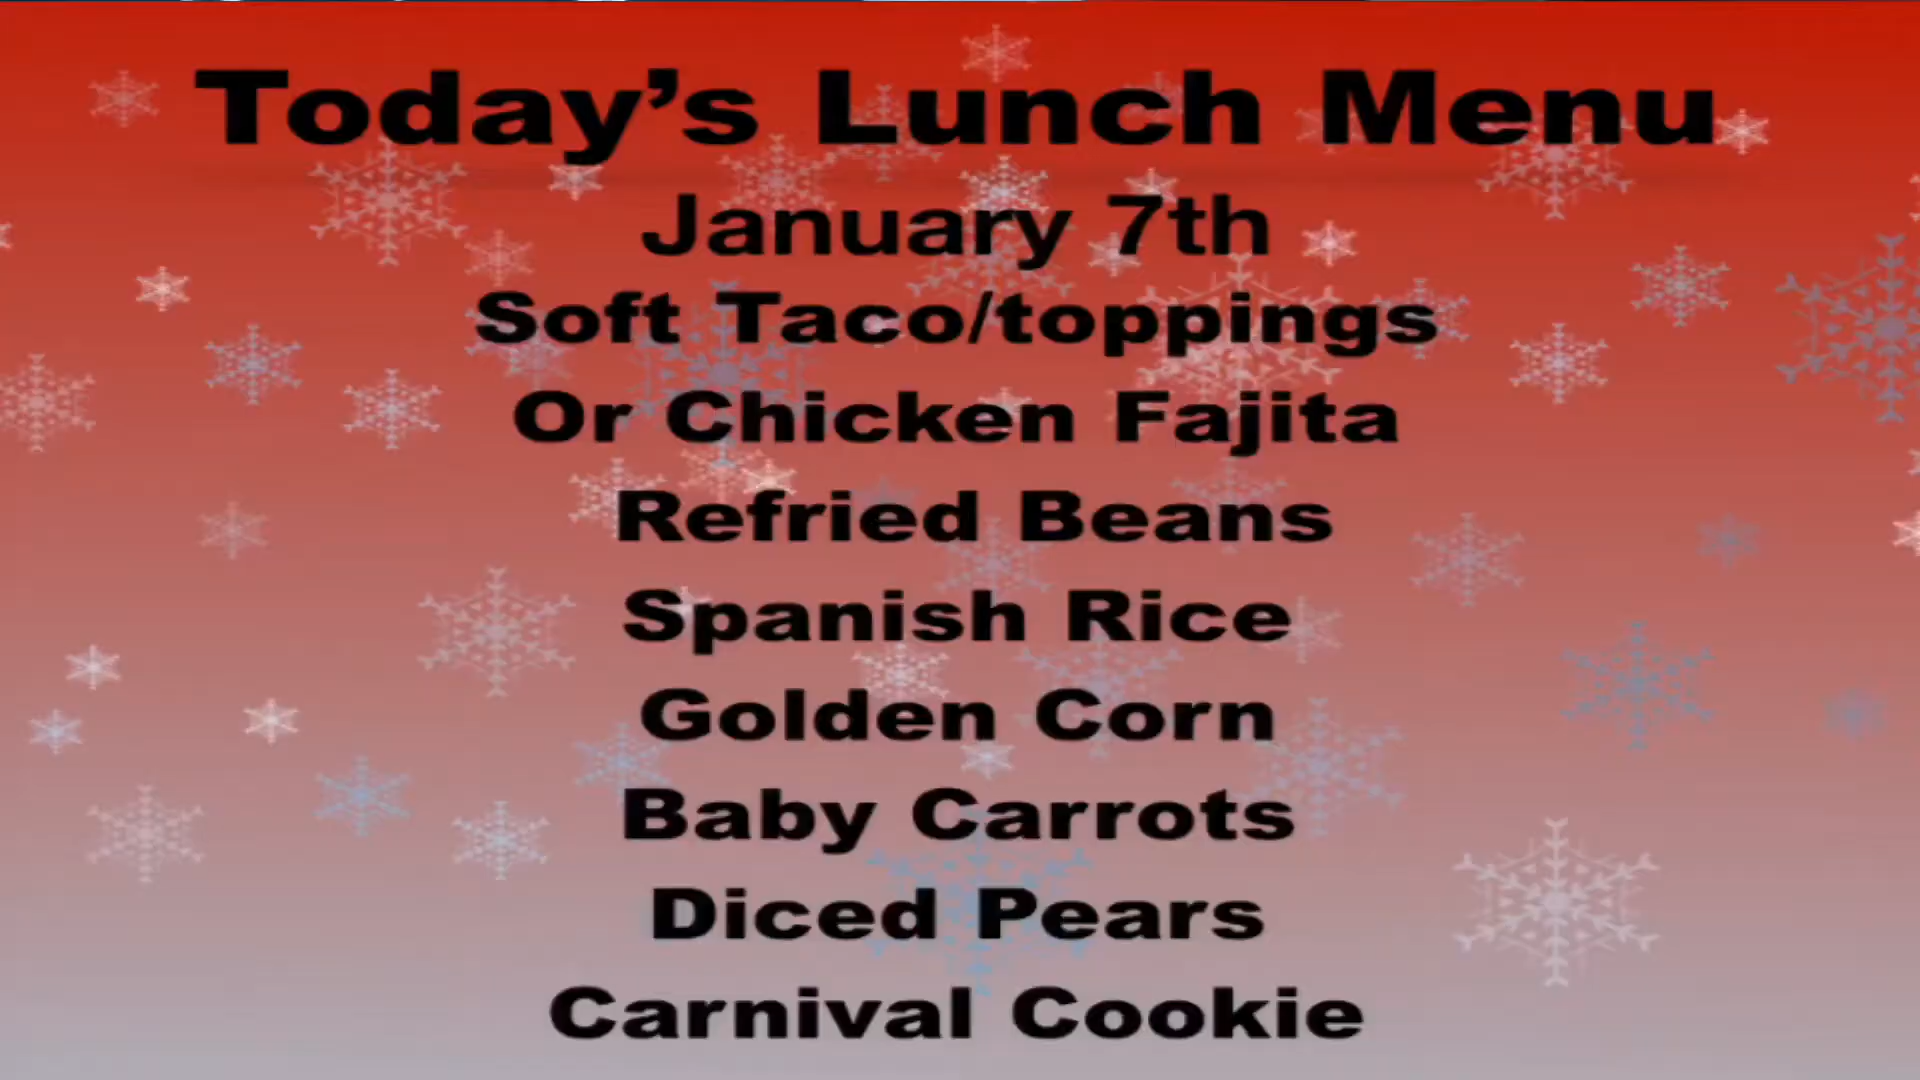 Today’s Lunch Menu
January 7th
Soft Taco/toppings
Or Chicken Fajita
Refried Beans
Spanish Rice
Golden Corn
Baby Carrots
Diced Pears
Carnival Cookie